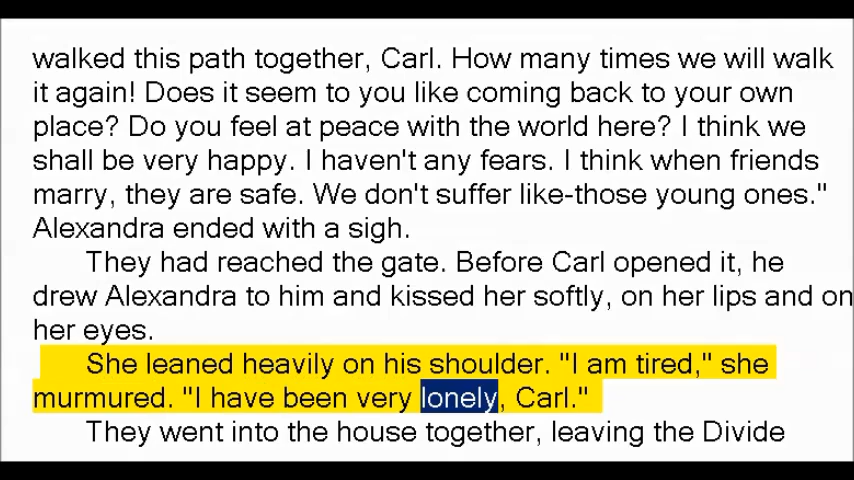 walked this path together, Carl. How many times we will walk
it again! Does it seem to you like coming back to your own
place? Do you feel at peace with the world here? I think we
shall be very happy. I haven't any fears. I think when friends
marry, they are safe. We don't suffer like-those young ones."
Alexandra ended with a sigh.
They had reached the gate. Before Carl opened it, he
drew Alexandra to him and kissed her softly, on her lips and on
her eyes.
She leaned heavily on his shoulder. "I am tired," she
murmured. "I have been very lonely, Carl."
They went into the house together, leaving the Divide